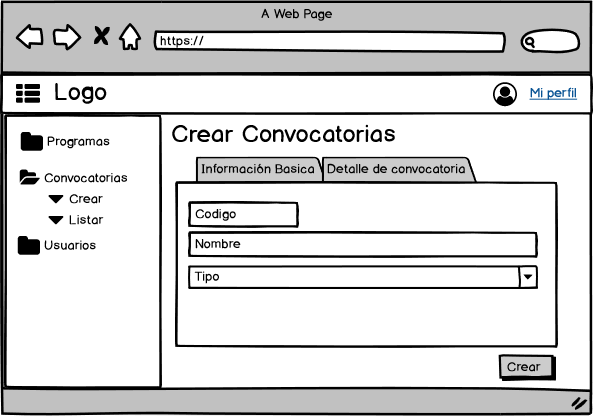 A Web Page
https://
Logo
Mi perfil
Programas
Convocatorias
Crear
Listar
Usuarios
Crear Convocatorias
Información Basica
Detalle de convocatoria
Codigo
Nombre
Tipo
Crear